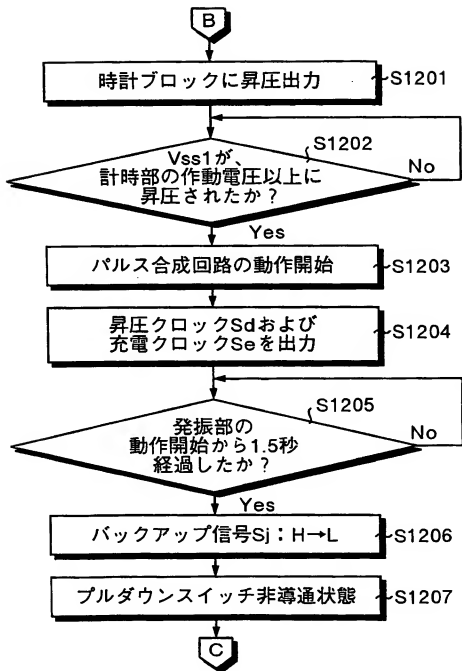 B
時計ブロックに昇圧出力
S1201
Vss1が、
計時部の作動電圧以上に
昇圧されたか？
S1202
No
Yes
パルス合成回路の動作開始
S1203
昇圧クロックSdおよび
充電クロックSeを出力
S1204
発振部の
動作開始から1.5秒
経過したか？
S1205
No
Yes
バックアップ信号Sj：H→L
S1206
プルダウンスイッチ非導通状態
S1207
C